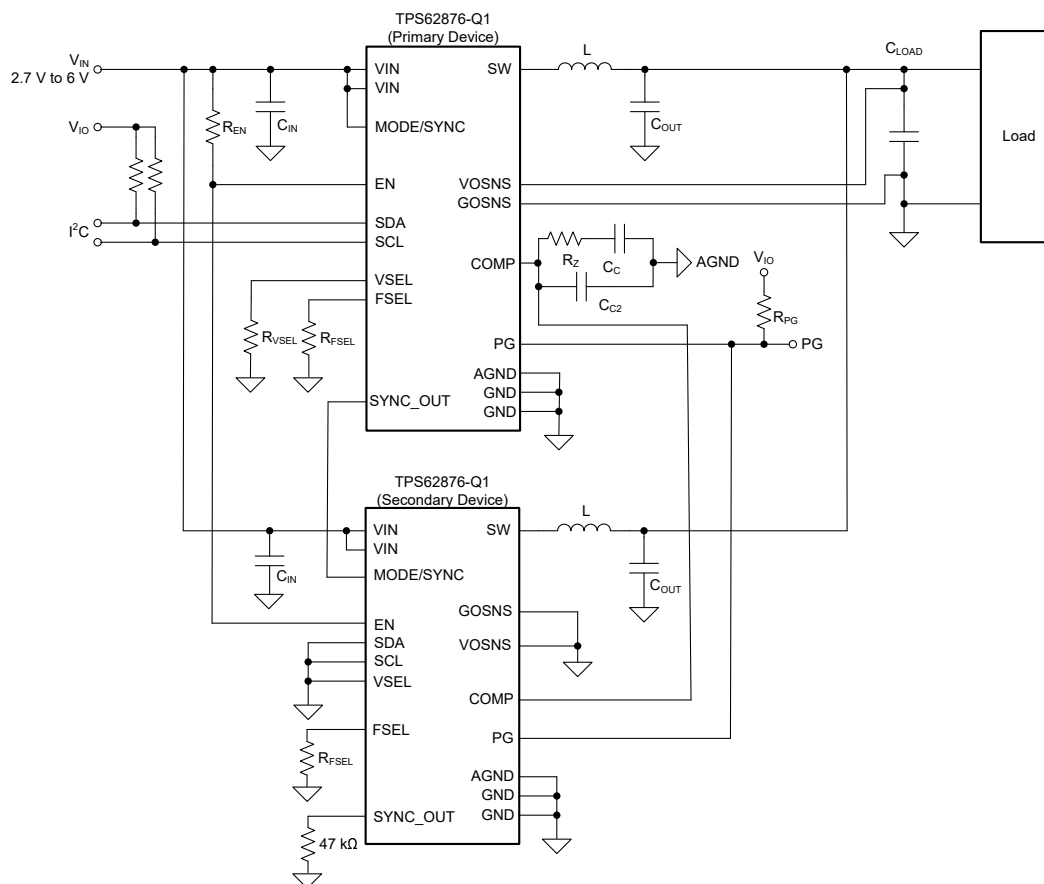 TPS62876-Q1
(Primary Device)
VIN
2.7 V to 6 V
VIN
VIN
SW
L
CLOAD
REN
CIN
MODE/SYNC
COUT
Load
VIO
EN
VOSNS
GOSNS
I2C
SDA
SCL
COMP
RZ
CC
AGND
VIO
VSEL
CC2
FSEL
RPG
RVSEL
RFSEL
PG
PG
AGND
SYNC_OUT
GND
GND
TPS62876-Q1
(Secondary Device)
VIN
VIN
SW
L
CIN
MODE/SYNC
COUT
GOSNS
EN
SDA
VOSNS
SCL
VSEL
COMP
FSEL
PG
RFSEL
AGND
GND
SYNC_OUT
GND
47 kΩ